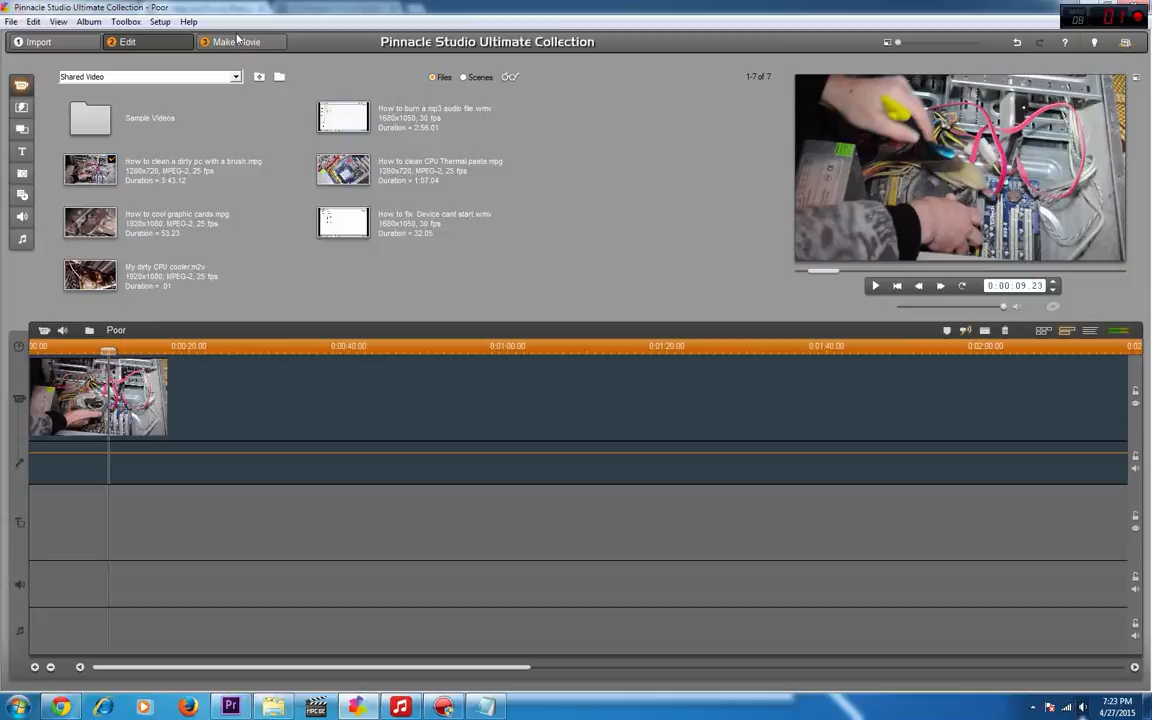 Pinnacle Studio Ultimate Collection - Poor
File Edit View Album Toolbox Setup Help
08 01
1 Import 2 Edit 3 Make Movie Pinnacle Studio Ultimate Collection
Shared Video Files Scenes 1-7 of 7
Sample Videos
How to burn a mp3 audio file.wmv
1680x1050, 30 fps
Duration = 2:56.01
How to clean a dirty pc with a brush.mpg
1280x720, MPEG-2, 25 fps
Duration = 3:43.12
How to clean CPU Thermal paste.mpg
1280x720, MPEG-2, 25 fps
Duration = 1:07.04
How to cool graphic cards.mpg
1920x1080, MPEG-2, 25 fps
Duration = 53.23
How to fix Device cant start.wmv
1680x1050, 30 fps
Duration = 32.05
My dirty CPU cooler.m2v
1920x1080, MPEG-2, 25 fps
Duration = .01
0:00:09.23
Poor
00.00 0:00:20.00 0:00:40.00 0:01:00.00 0:01:20.00 0:01:40.00 0:02:00.00 0:02
7:23 PM
4/27/2015